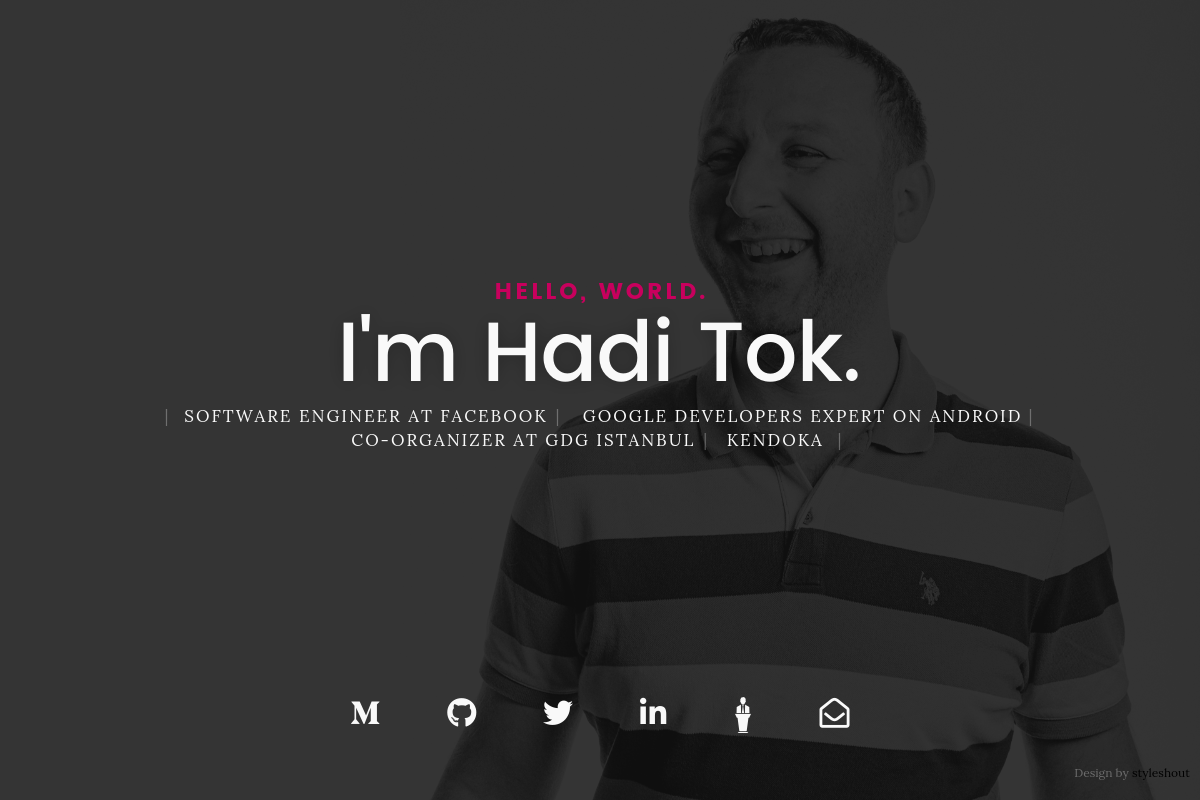 HELLO, WORLD.
I'm Hadi Tok.
| SOFTWARE ENGINEER AT FACEBOOK | GOOGLE DEVELOPERS EXPERT ON ANDROID |
CO-ORGANIZER AT GDG ISTANBUL | KENDOKA |
Design by styleshout